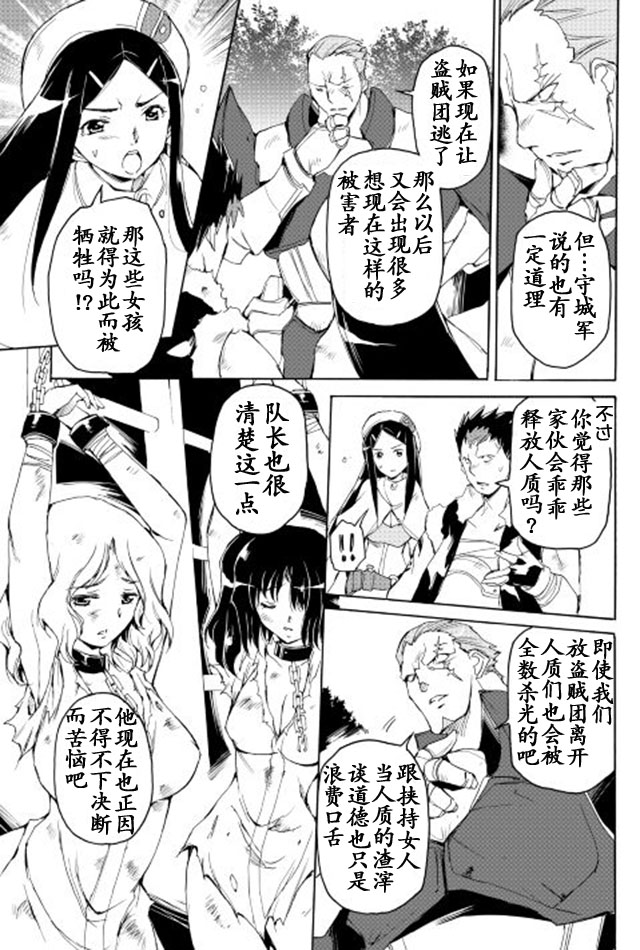 但…守城军
说的也有
一定道理
如果现在让
盗贼团逃了
那么以后
又会出现很多
想现在这样的
被害者
那这些女孩
就得为此而被
牺牲吗!?
不过
你觉得那些
家伙会乖乖
释放人质吗?
!!
队长也很
清楚这一点
即使我们
放盗贼团离开
人质们也会被
全数杀光的吧
跟挟持女人
当人质的渣滓
谈道德也只是
浪费口舌
他现在也正因
不得不下决断
而苦恼吧